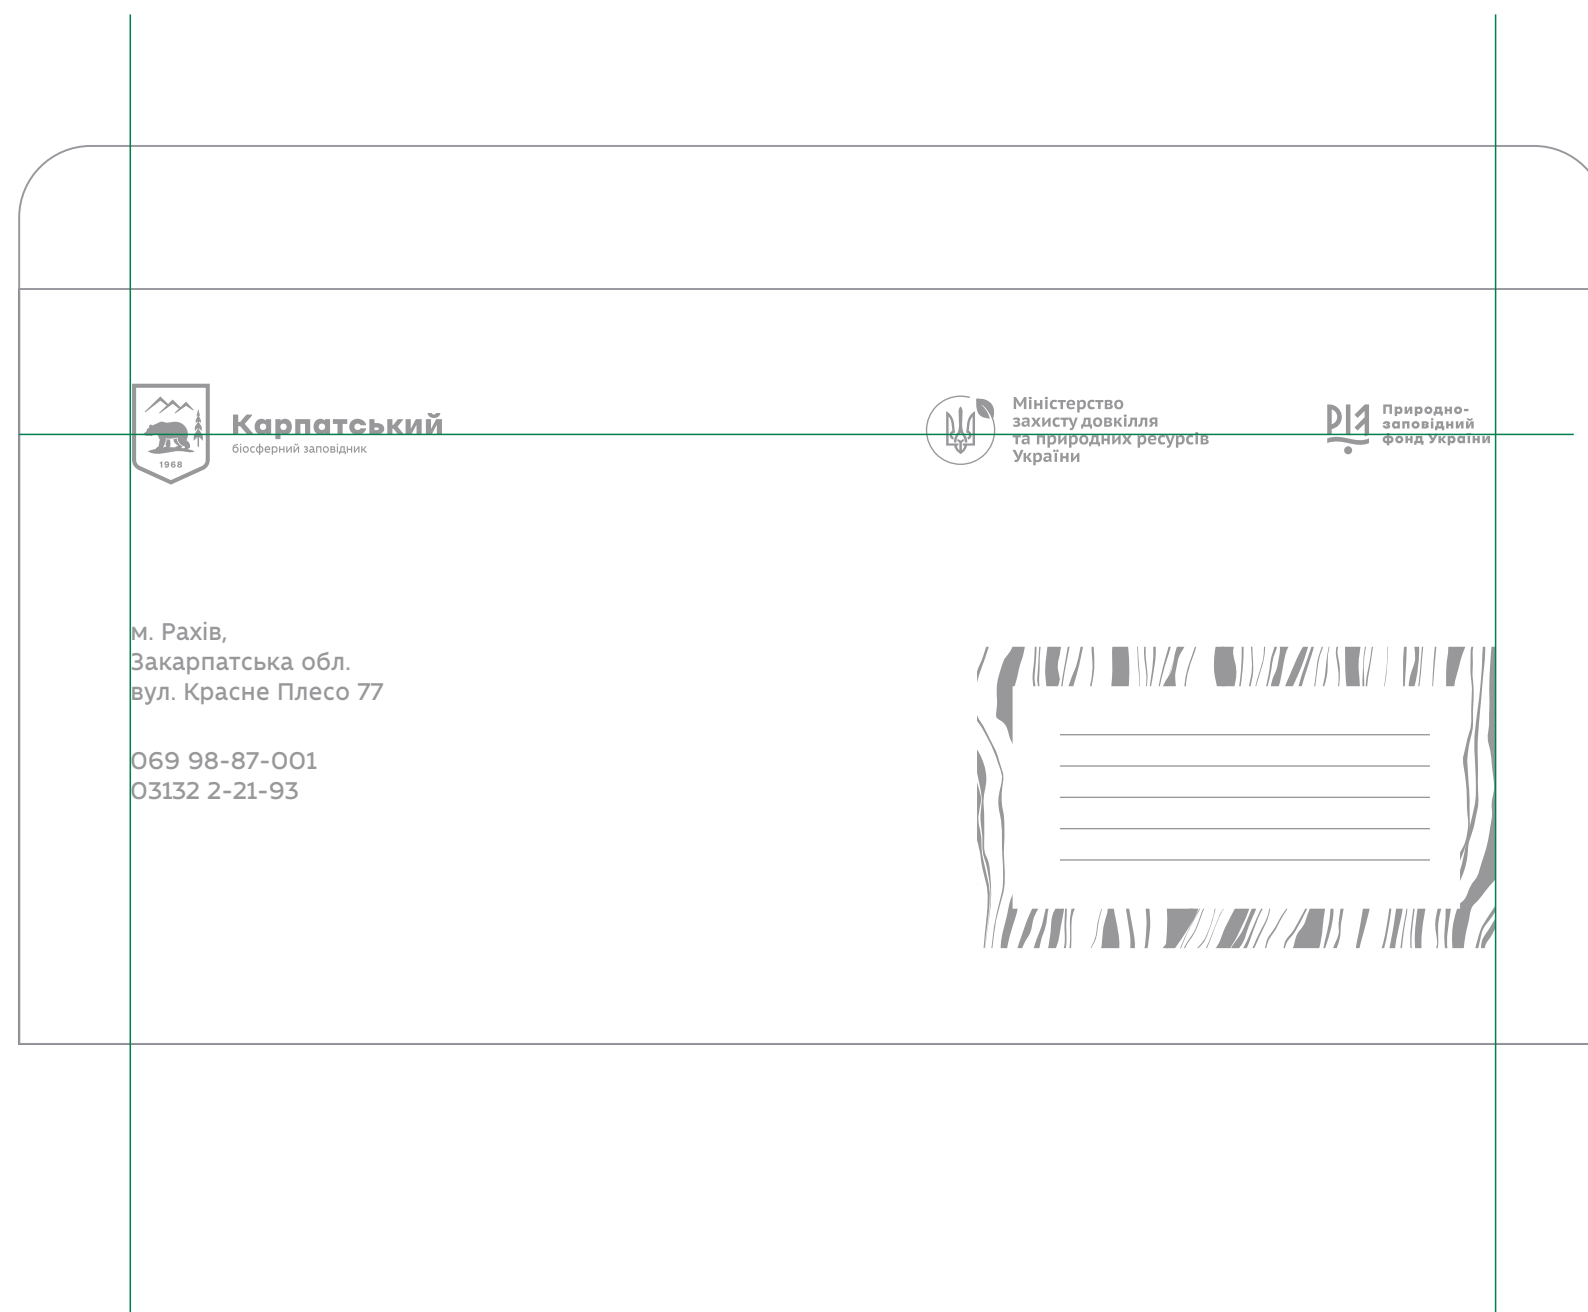 Карпатський
біосферний заповідник
1968
Міністерство
захисту довкілля
та природних ресурсів
України
Природно-
заповідний
фонд України
м. Рахів,
Закарпатська обл.
вул. Красне Плесо 77
069 98-87-001
03132 2-21-93